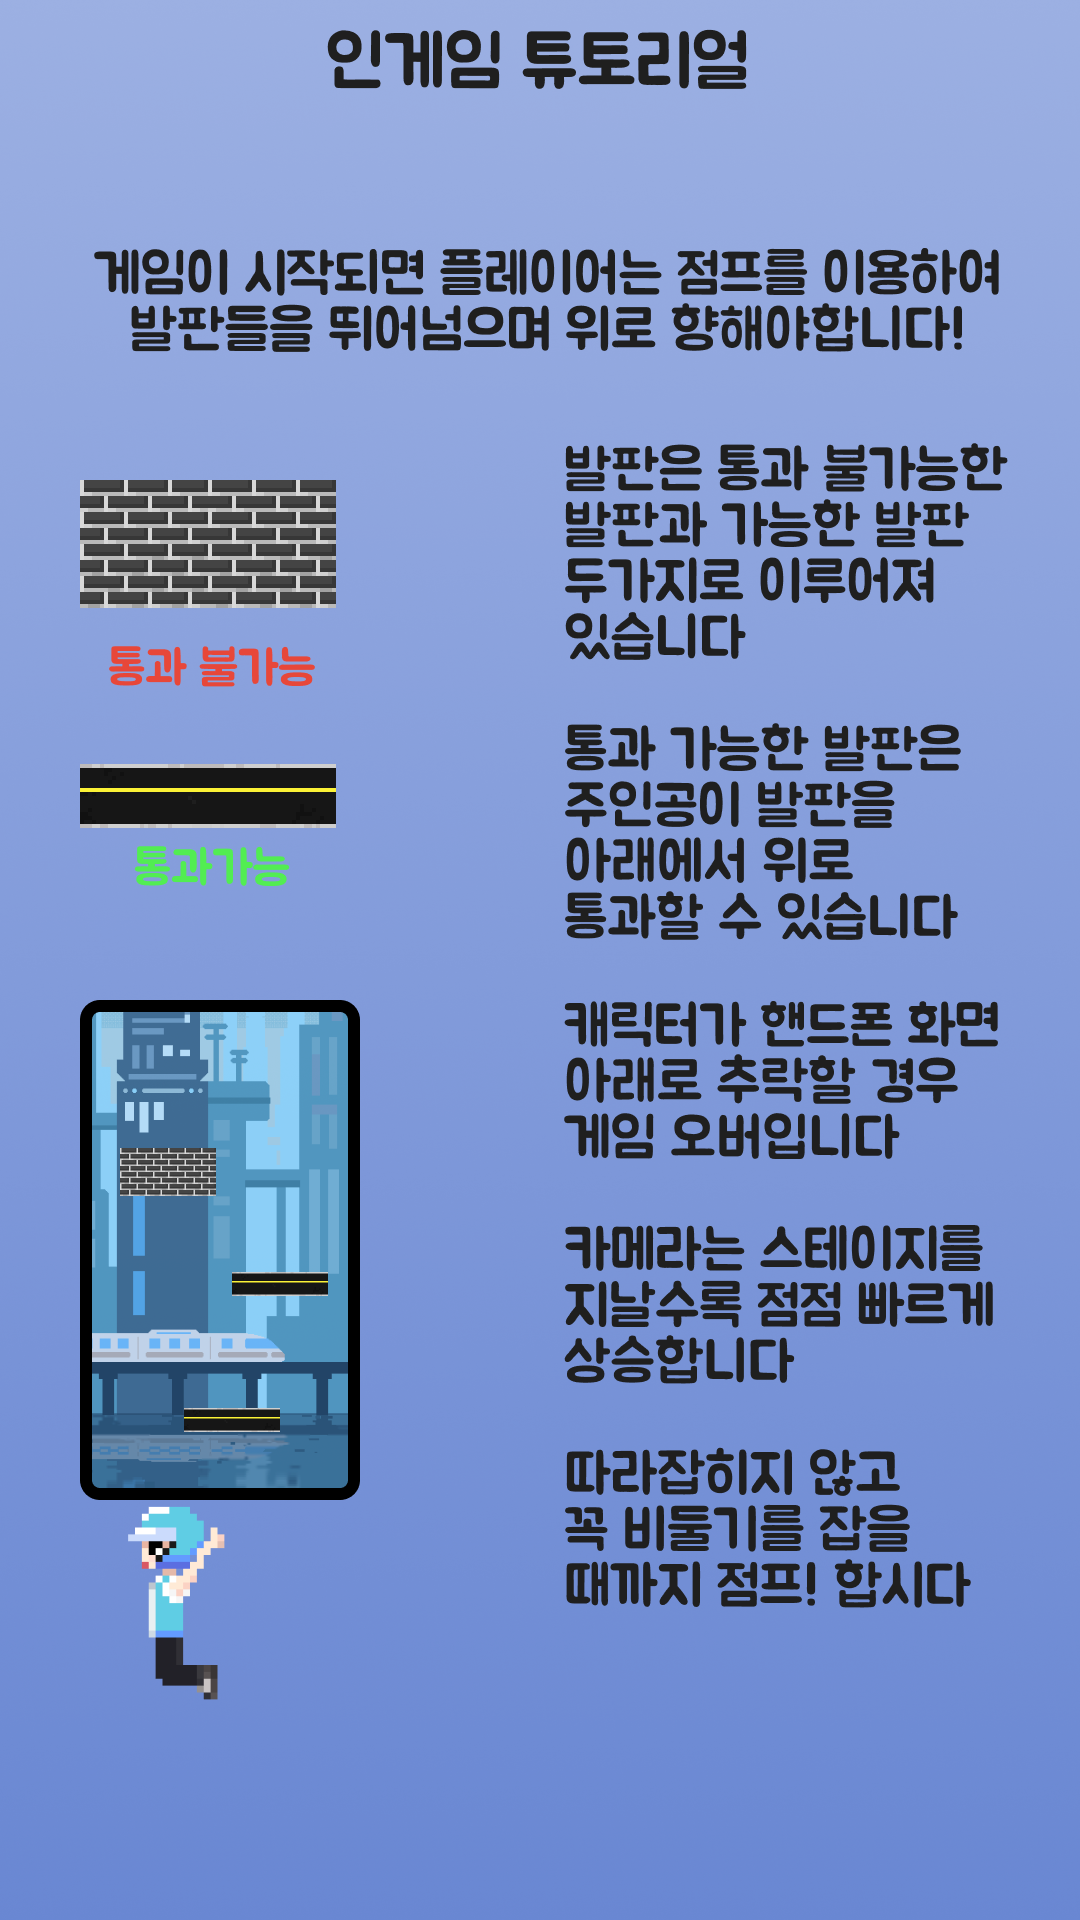 인게임 튜토리얼
게임이 시작되면 플레이어는 점프를 이용하여
발판들을 뛰어넘으며 위로 향해야합니다!
발판은 통과 불가능한
발판과 가능한 발판
두가지로 이루어져
있습니다
통과 불가능
통과 가능한 발판은
주인공이 발판을
아래에서 위로
통과할 수 있습니다
통과가능
캐릭터가 핸드폰 화면
아래로 추락할 경우
게임 오버입니다
카메라는 스테이지를
지날수록 점점 빠르게
상승합니다
따라잡히지 않고
꼭 비둘기를 잡을
때까지 점프! 합시다